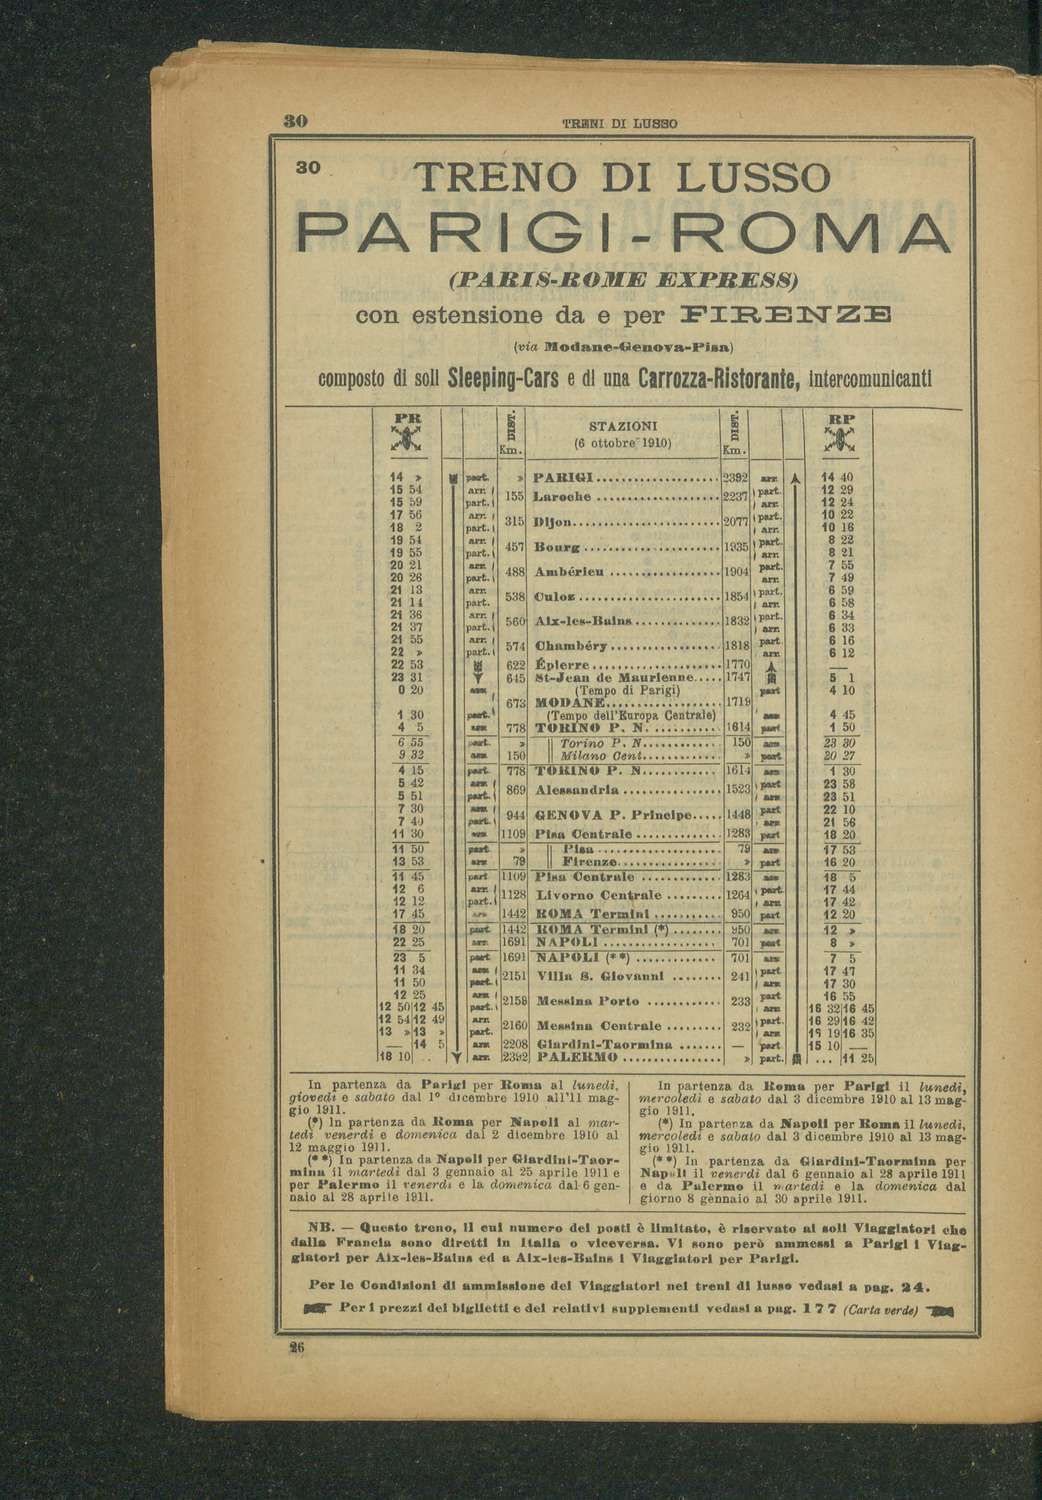 30 TRENI DI LUSSO
30 TRENO DI LUSSO
PARIGI-ROMA
(PARIS-ROME EXPRESS)
con estensione da e per FIRENZE
(via Modane-Genova-Pisa)
composto di soli Sleeping-Cars e di una Carrozza-Ristorante, intercomunicanti
PR DIST. Km. STAZIONI (6 ottobre 1910) DIST. Km. RP
14 » part. » PARIGI 2392 arr. 14 40
15 54 arr. 155 Laroche 2237 part. 12 29
15 59 part. arr. 12 24
17 56 arr. 315 Dijon 2077 part. 10 22
18 2 part. arr. 10 16
19 54 arr. 457 Bourg 1935 part. 8 22
19 55 part. arr. 8 21
20 21 arr. 488 Ambérieu 1904 part. 7 55
20 26 part. arr. 7 49
21 13 arr. 538 Culoz 1854 part. 6 59
21 14 part. arr. 6 58
21 36 arr. 560 Aix-les-Bains 1832 part. 6 34
21 37 part. arr. 6 33
21 55 arr. 574 Chambéry 1818 part. 6 16
22 » part. arr. 6 12
22 53 622 Épierre 1770 —
23 31 645 St-Jean de Maurienne 1747 5 1
0 20 arr. (Tempo di Parigi) part 4 10
673 MODANE 1719
1 30 part. (Tempo dell'Europa Centrale) arr. 4 45
4 5 arr. 778 TORINO P. N. 1614 part 1 50
6 55 part. » Torino P. N. 150 arr. 23 30
9 32 arr. 150 Milano Cent. » part 20 27
4 15 part. 778 TORINO P. N. 1614 arr. 1 30
5 42 arr. 869 Alessandria 1523 part 23 58
5 51 part. arr. 23 51
7 30 arr. 944 GENOVA P. Principe 1448 part 22 10
7 40 part. arr. 21 56
11 30 arr. 1109 Pisa Centrale 1283 part 18 20
11 50 part. » Pisa 79 arr. 17 53
13 53 arr. 79 Firenze » part 16 20
11 45 part 1109 Pisa Centrale 1283 arr. 18 5
12 6 arr. 1128 Livorno Centrale 1264 part. 17 44
12 12 part. arr. 17 42
17 45 arr. 1442 ROMA Termini 950 part 12 20
18 20 part. 1442 ROMA Termini (*) 950 arr. 12 »
22 25 arr. 1691 NAPOLI 701 part 8 »
23 5 part 1691 NAPOLI (**) 701 arr. 7 5
11 34 arr. 2151 Villa S. Giovanni 241 part. 17 47
11 50 part. arr. 17 30
12 25 arr. 2158 Messina Porto 233 part 16 55
12 50 12 45 part. arr. 16 32 16 45
12 54 12 49 arr. 2160 Messina Centrale 232 part. 16 29 16 42
13 » 13 » part. arr. 16 19 16 35
— 14 5 arr. 2208 Giardini-Taormina — part 15 10 —
18 10 .. arr. 2392 PALERMO » part. ... 11 25
In partenza da Parigi per Roma al lunedì,
giovedì e sabato dal 1º dicembre 1910 all'11 mag-
gio 1911.
(*) In partenza da Roma per Napoli al mar-
tedì venerdì e domenica dal 2 dicembre 1910 al
12 maggio 1911.
(**) In partenza da Napoli per Giardini-Taor-
mina il martedì dal 3 gennaio al 25 aprile 1911 e
per Palermo il venerdì e la domenica dal 6 gen-
naio al 28 aprile 1911.
In partenza da Roma per Parigi il lunedì,
mercoledì e sabato dal 3 dicembre 1910 al 13 mag-
gio 1911.
(*) In partenza da Napoli per Roma il lunedì,
mercoledì e sabato dal 3 dicembre 1910 al 13 mag-
gio 1911.
(**) In partenza da Giardini-Taormina per
Napoli il venerdì dal 6 gennaio al 28 aprile 1911
e da Palermo il martedì e la domenica dal
giorno 8 gennaio al 30 aprile 1911.
NB. — Questo treno, il cui numero dei posti è limitato, è riservato ai soli Viaggiatori che
dalla Francia sono diretti in Italia o viceversa. Vi sono però ammessi a Parigi i Viag-
giatori per Aix-les-Bains ed a Aix-les-Bains i Viaggiatori per Parigi.
Per le Condizioni di ammissione dei Viaggiatori nei treni di lusso vedasi a pag. 24.
Per i prezzi dei biglietti e dei relativi supplementi vedasi a pag. 177 (Carta verde)
26